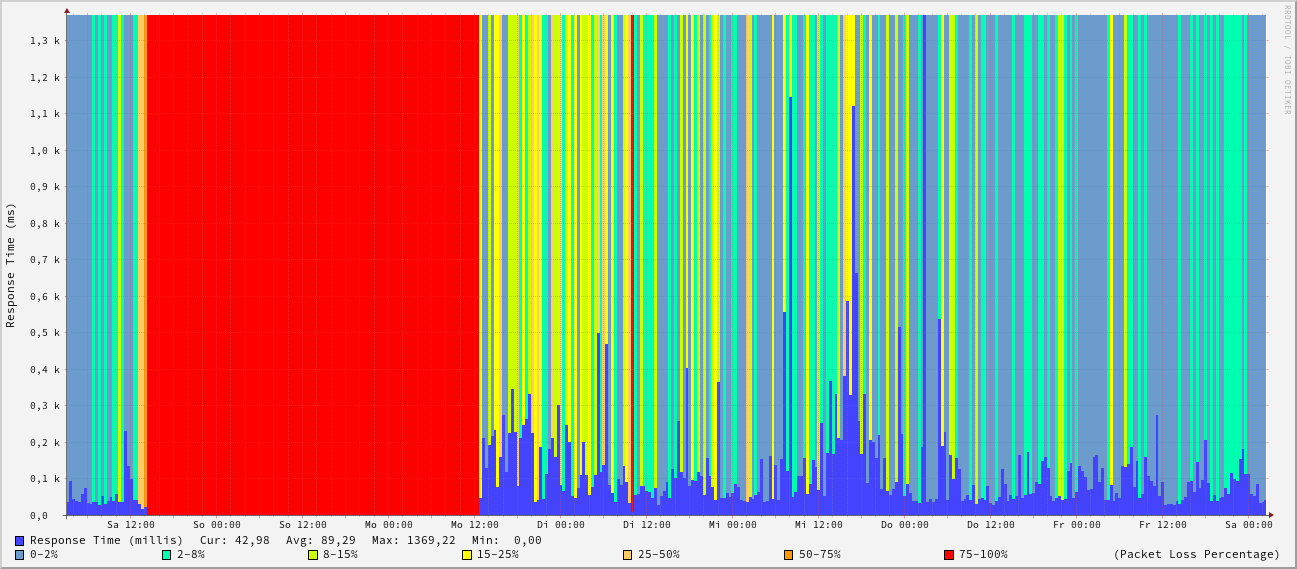 RRDTOOL / TOBI OETIKER
Response Time (ms)
1,3 k
1,2 k
1,1 k
1,0 k
0,9 k
0,8 k
0,7 k
0,6 k
0,5 k
0,4 k
0,3 k
0,2 k
0,1 k
0,0
Sa 12:00 So 00:00 So 12:00 Mo 00:00 Mo 12:00 Di 00:00 Di 12:00 Mi 00:00 Mi 12:00 Do 00:00 Do 12:00 Fr 00:00 Fr 12:00 Sa 00:00
Response Time (millis) Cur: 42,98 Avg: 89,29 Max: 1369,22 Min: 0,00
0-2% 2-8% 8-15% 15-25% 25-50% 50-75% 75-100% (Packet Loss Percentage)